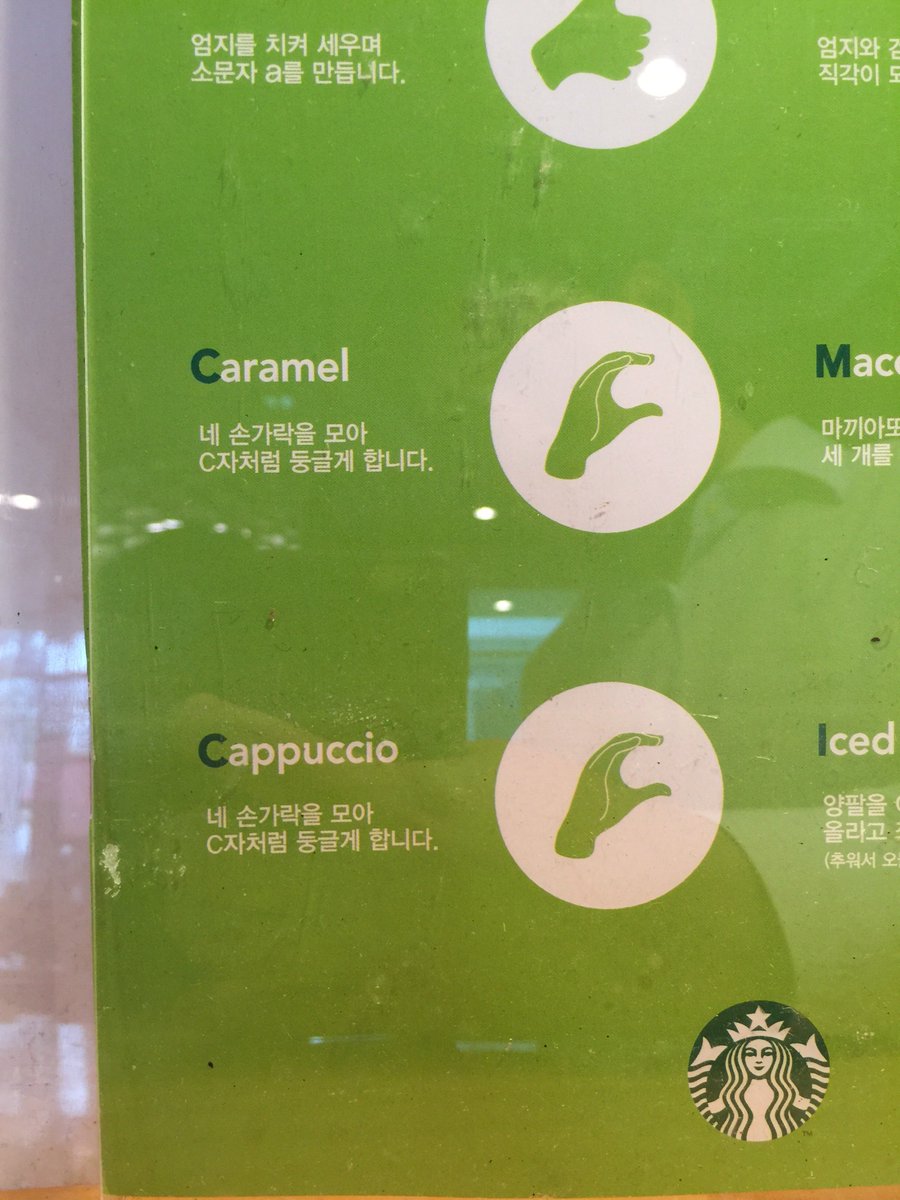 엄지를 치켜 세우며
소문자 a를 만듭니다.
엄지와
직각이
Caramel
네 손가락을 모아
C자처럼 둥글게 합니다.
마끼아또
세 개를
Cappuccio
네 손가락을 모아
C자처럼 둥글게 합니다.
Iced
양팔을
올라고
(추워서
TM